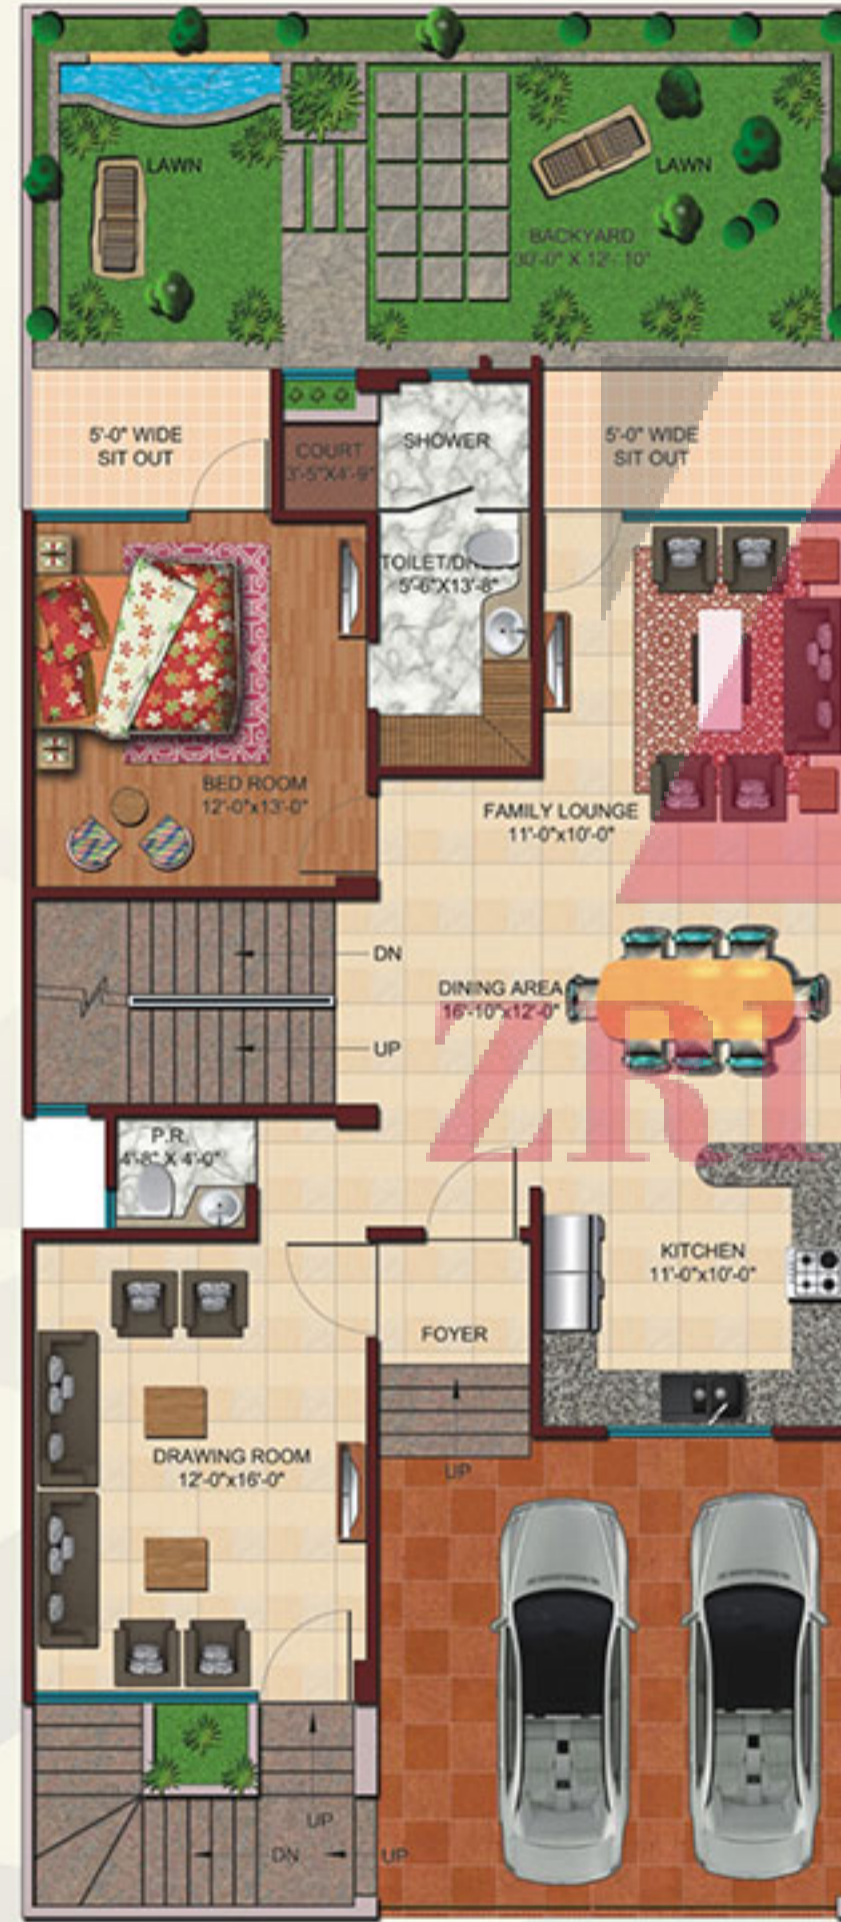 LAWN
LAWN
BACKYARD
30'-0" X 12'- 10"
5'-0" WIDE
SIT OUT
COURT
3'-5"X4'-9"
SHOWER
5'-0" WIDE
SIT OUT
5'-6"X13'-8"
BED ROOM
12'-0"x13'-0"
FAMILY LOUNGE
11'-0"x10'-0"
DN
DINING AREA
16'-10"x12'-0"
UP
ZRI
P.R.
4'-8" X 4'-0"
KITCHEN
11'-0"x10'-0"
FOYER
DRAWING ROOM
12'-0"x16'-0"
UP
UP
DN
UP